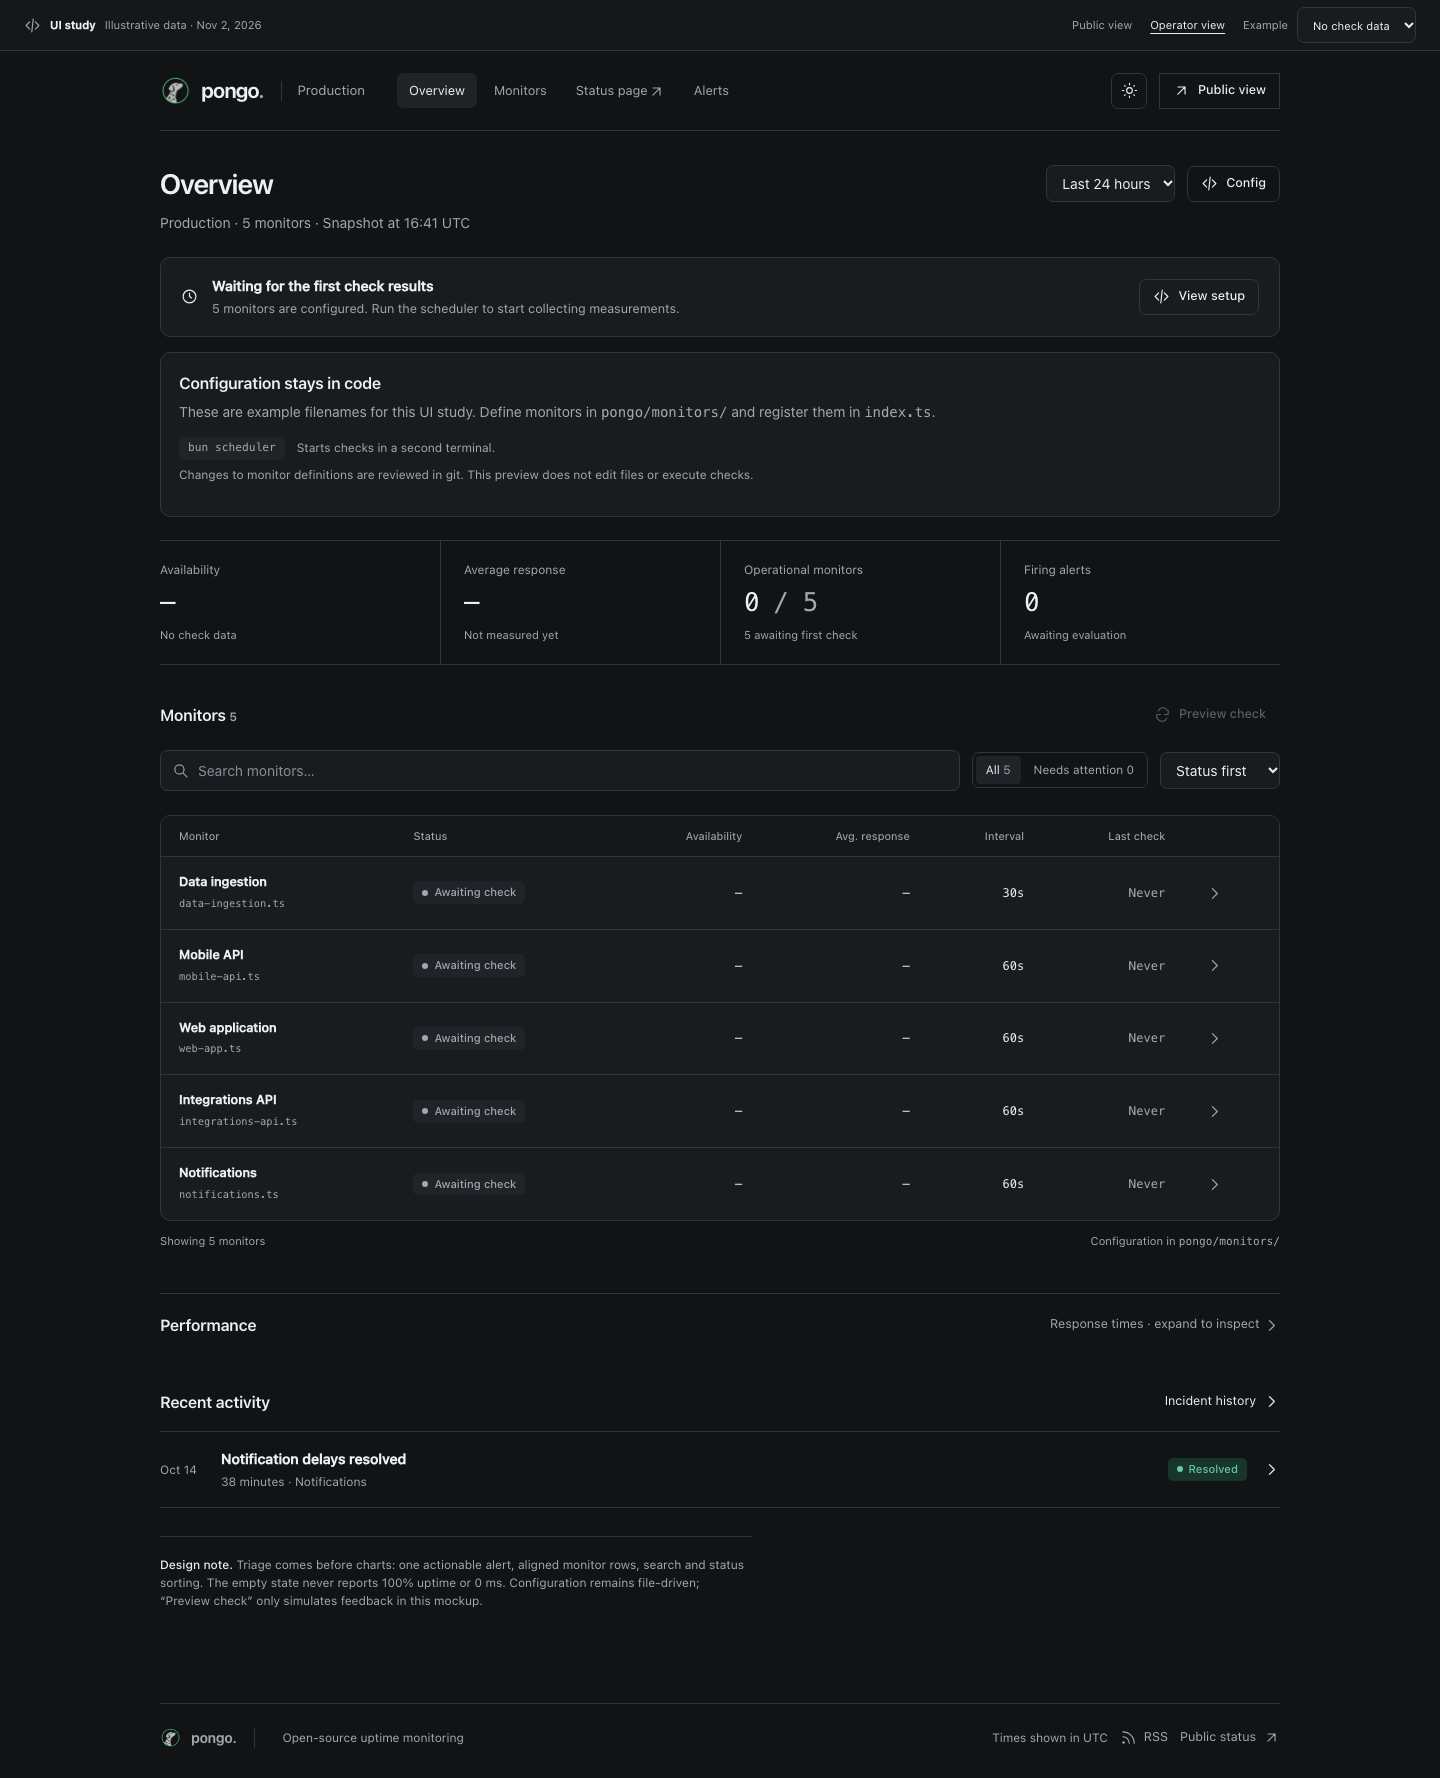 UI study Illustrative data · Nov 2, 2026 Public view Operator view Example No check data
pongo. Production Overview Monitors Status page Alerts Public view
Overview Last 24 hours Config
Production · 5 monitors · Snapshot at 16:41 UTC
Waiting for the first check results
5 monitors are configured. Run the scheduler to start collecting measurements.
View setup
Configuration stays in code
These are example filenames for this UI study. Define monitors in pongo/monitors/ and register them in index.ts.
bun scheduler Starts checks in a second terminal.
Changes to monitor definitions are reviewed in git. This preview does not edit files or execute checks.
Availability Average response Operational monitors Firing alerts
— — 0 / 5 0
No check data Not measured yet 5 awaiting first check Awaiting evaluation
Monitors 5 Preview check
Search monitors... All 5 Needs attention 0 Status first
Monitor Status Availability Avg. response Interval Last check
Data ingestion
data-ingestion.ts
Awaiting check — — 30s Never
Mobile API
mobile-api.ts
Awaiting check — — 60s Never
Web application
web-app.ts
Awaiting check — — 60s Never
Integrations API
integrations-api.ts
Awaiting check — — 60s Never
Notifications
notifications.ts
Awaiting check — — 60s Never
Showing 5 monitors Configuration in pongo/monitors/
Performance Response times · expand to inspect
Recent activity Incident history
Oct 14 Notification delays resolved
38 minutes · Notifications
Resolved
Design note. Triage comes before charts: one actionable alert, aligned monitor rows, search and status
sorting. The empty state never reports 100% uptime or 0 ms. Configuration remains file-driven;
“Preview check” only simulates feedback in this mockup.
pongo. Open-source uptime monitoring Times shown in UTC RSS Public status